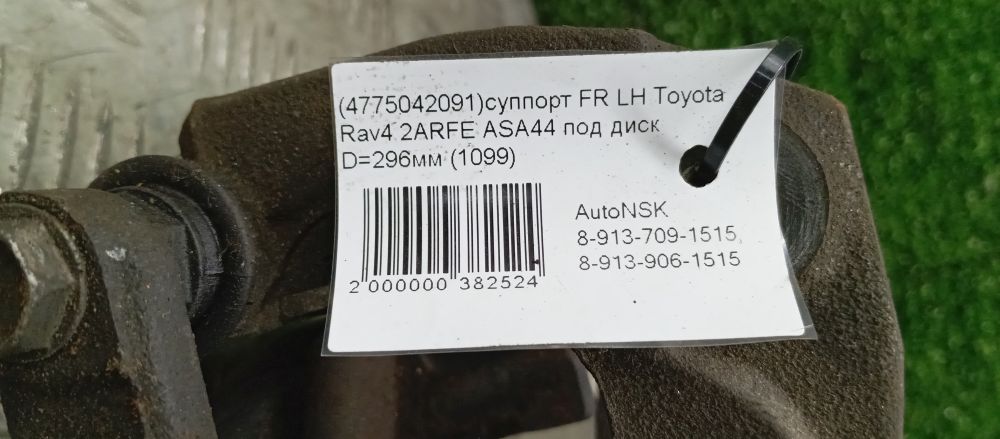 (4775042091)суппорт FR LH Toyota
Rav4 2ARFE ASA44 под диск
D=296мм (1099)
AutoNSK
8-913-709-1515
8-913-906-1515
2 000000 382524